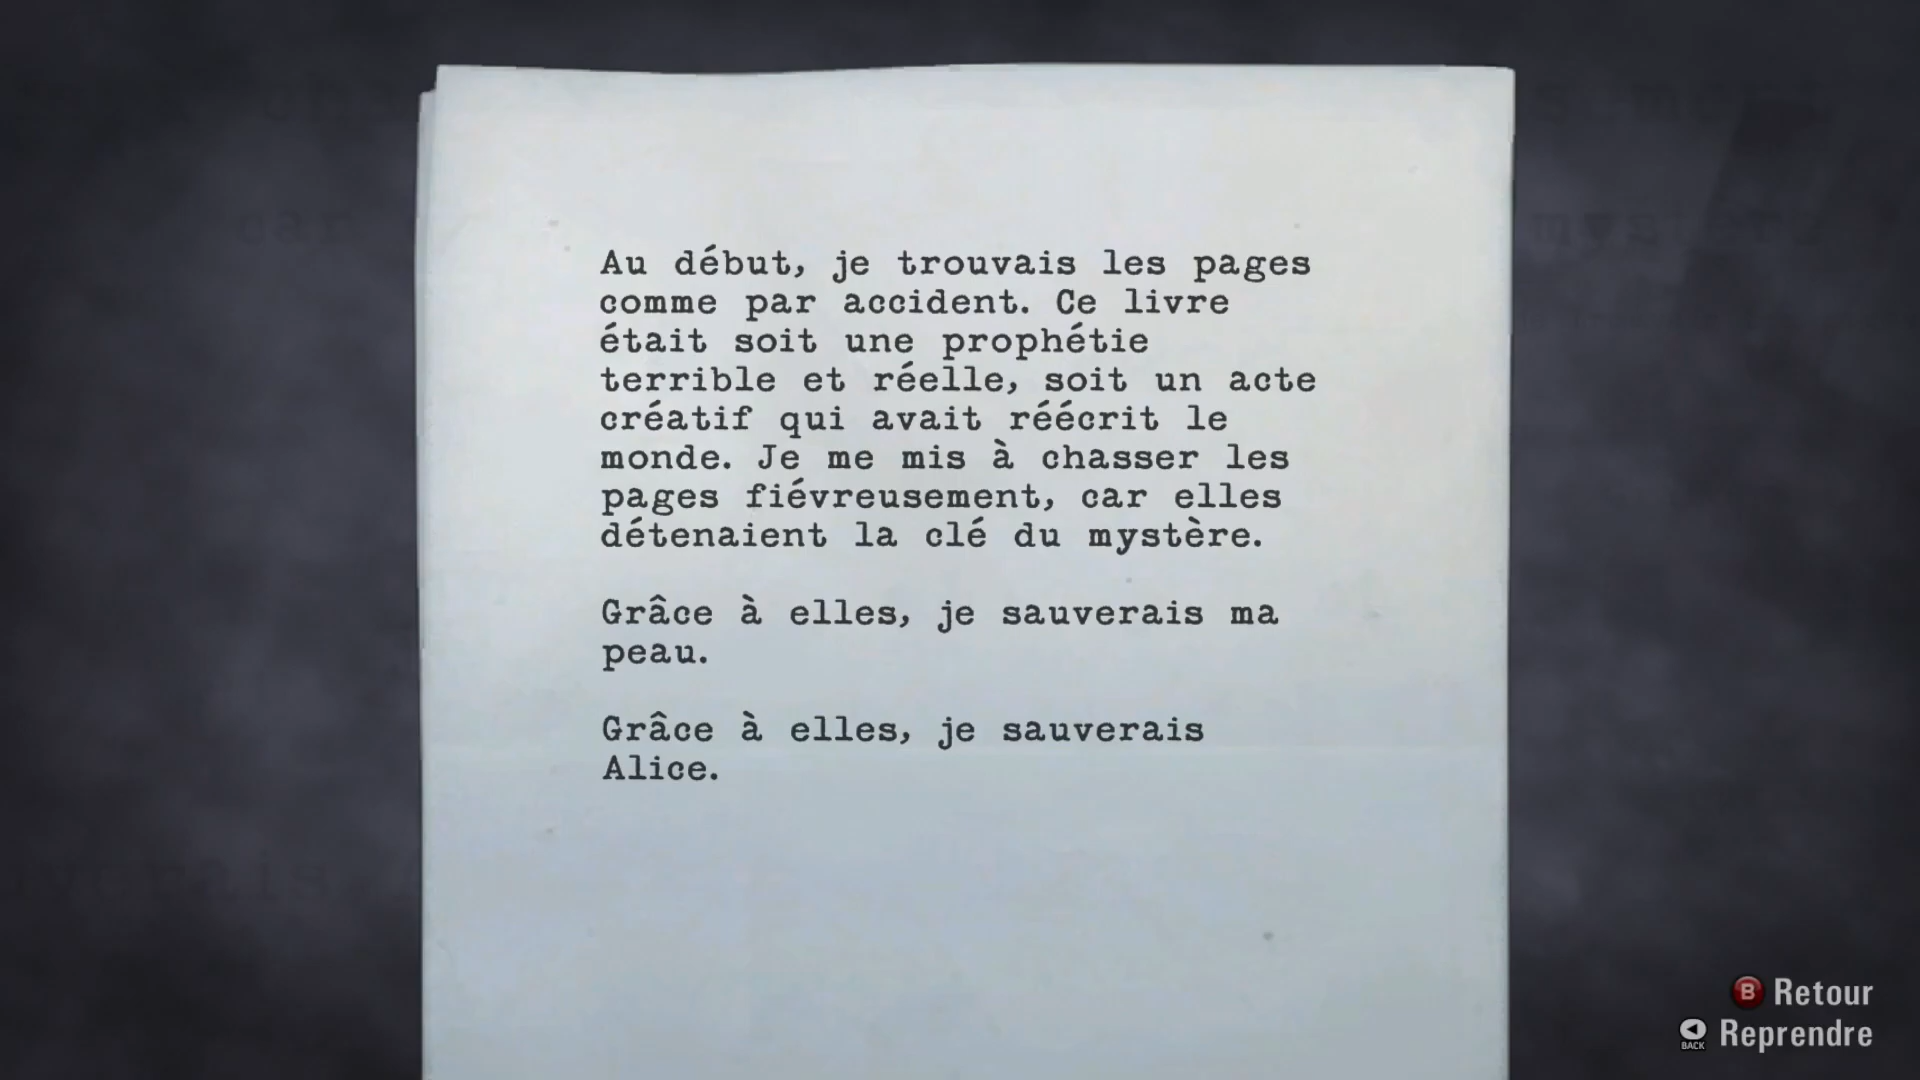 Au début, je trouvais les pages
comme par accident. Ce livre
était soit une prophétie
terrible et réelle, soit un acte
créatif qui avait réécrit le
monde. Je me mis à chasser les
pages fiévreusement, car elles
détenaient la clé du mystère.
Grâce à elles, je sauverais ma
peau.
Grâce à elles, je sauverais
Alice.
B Retour
BACK Reprendre